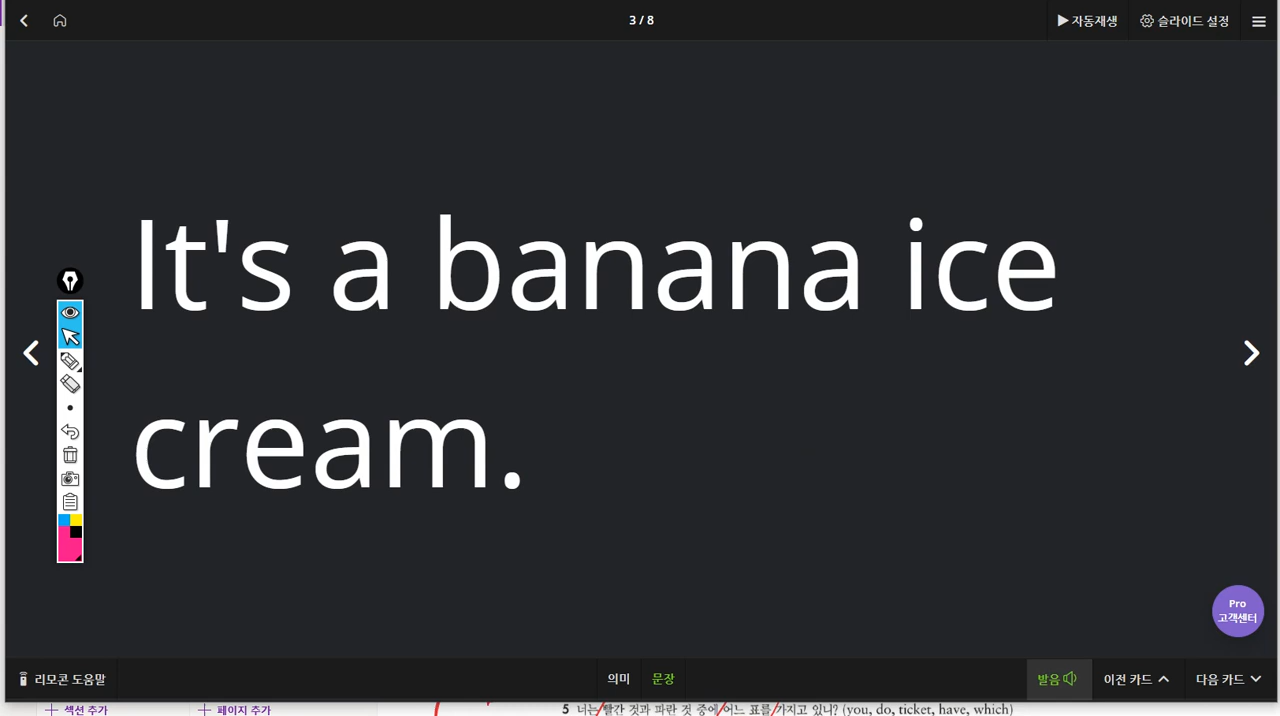 3 / 8
자동재생
슬라이드 설정
It's a banana ice
cream.
Pro
고객센터
리모콘 도움말
의미
문장
발음
이전 카드
다음 카드
섹션 추가
페이지 추가
5 너는 빨간 것과 파란 것 중에 어느 표를 가지고 있니? (you, do, ticket, have, which)